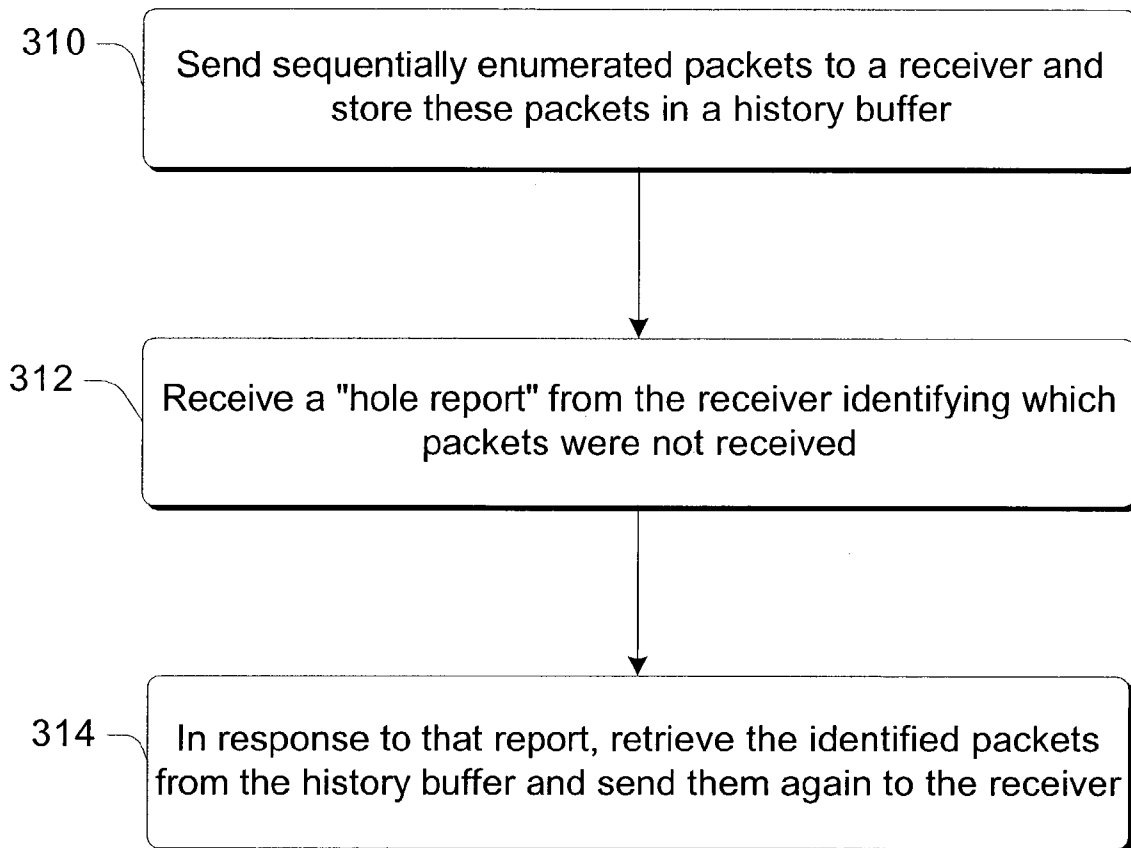 310
Send sequentially enumerated packets to a receiver and
store these packets in a history buffer
312
Receive a "hole report" from the receiver identifying which
packets were not received
314
In response to that report, retrieve the identified packets
from the history buffer and send them again to the receiver